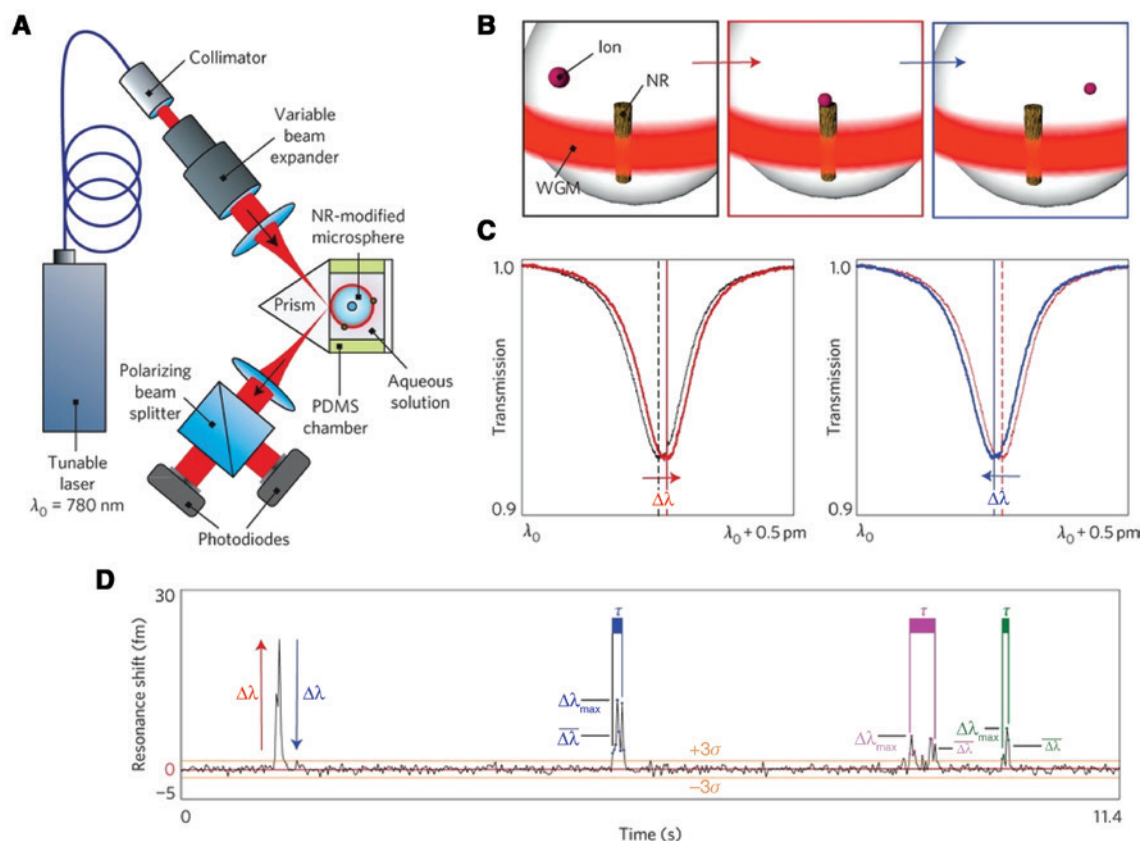 A
Collimator
Variable
beam
expander
NR-modified
microsphere
Prism
Polarizing
beam
splitter
PDMS
chamber
Aqueous
solution
Tunable
laser
λ₀ = 780 nm
Photodiodes
B
Ion
NR
WGM
C
1.0
Transmission
0.9
Δλ
λ₀
λ₀ + 0.5 pm
1.0
Transmission
0.9
Δλ
λ₀
λ₀ + 0.5 pm
D
30
Resonance shift (fm)
0
−5
Δλ
Δλ
τ
Δλmax
Δλ̅
τ
Δλmax
Δλ̅
τ
Δλmax
Δλ̅
+3σ
−3σ
0
Time (s)
11.4